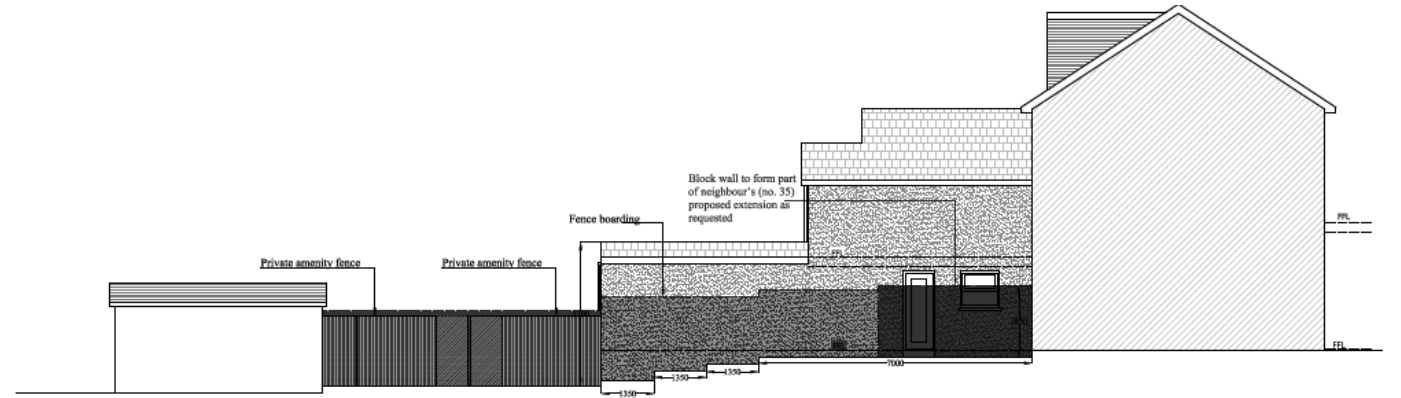 Block wall to form part
of neighbour's (no. 35)
proposed extension as
requested
Fence boarding
FFL
FFL
Private amenity fence
Private amenity fence
FFL
FFL
7000
1350
1350
1350